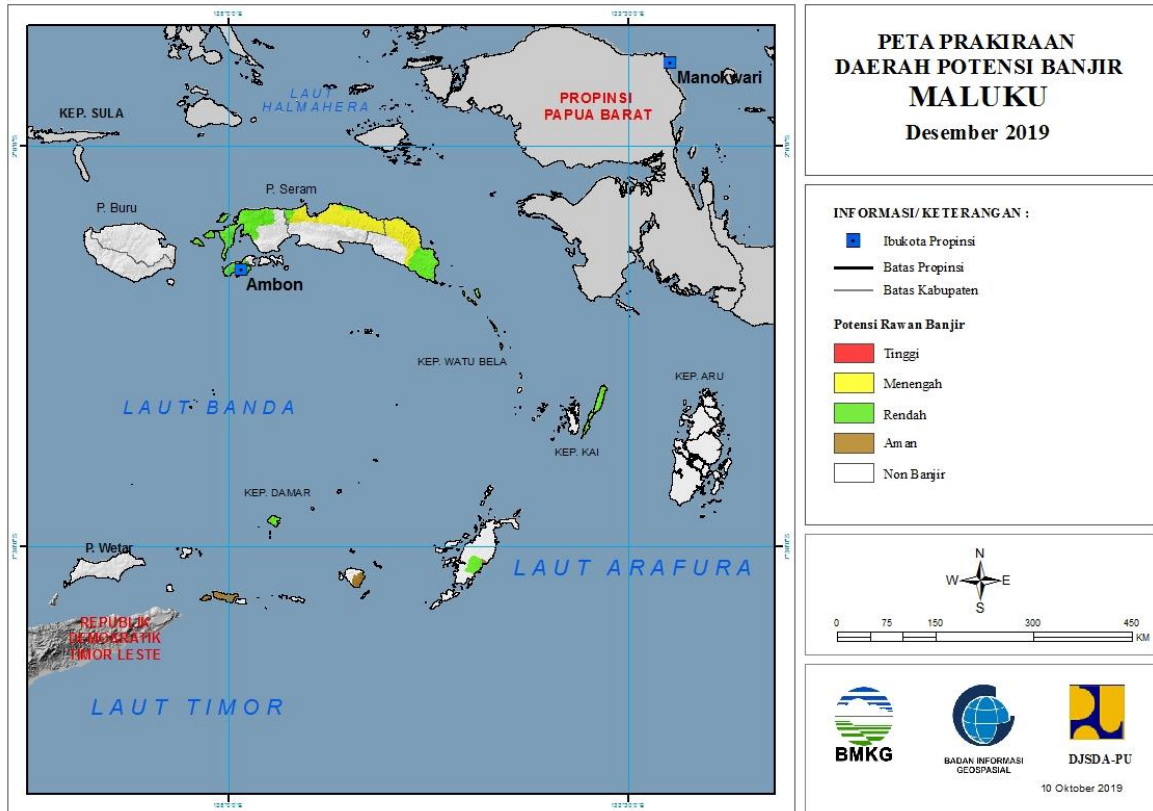 PETA PRAKIRAAN
DAERAH POTENSI BANJIR
MALUKU
Desember 2019
INFORMASI/ KETERANGAN :
Ibukota Propinsi
Batas Propinsi
Batas Kabupaten
Potensi Rawan Banjir
Tinggi
Menengah
Rendah
Aman
Non Banjir
N
W E
S
0 75 150 300 450
KM
BMKG
BADAN INFORMASI
GEOSPASIAL
DJSDA-PU
10 Oktober 2019
Manokwari
LAUT
HALMAHERA
PROPINSI
PAPUA BARAT
KEP. SULA
P. Seram
P. Buru
Ambon
KEP. WATU BELA
KEP. ARU
LAUT BANDA
KEP. KAI
KEP. DAMAR
P. Wetar
LAUT ARAFURA
REPUBLIK
DEMOKRATIK
TIMOR LESTE
LAUT TIMOR